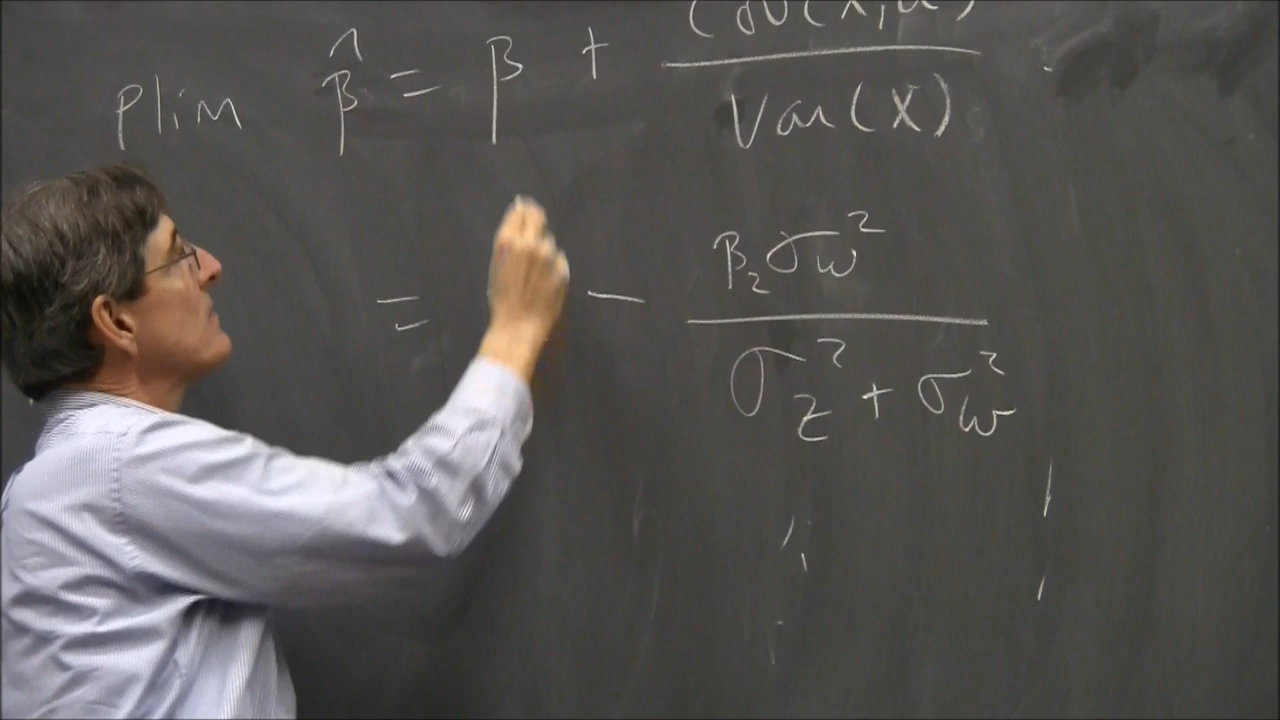 Cov(x,u)
plim β̂ = β + ―――
Var(X)
β₂σw²
= − ―――
σz² + σw²